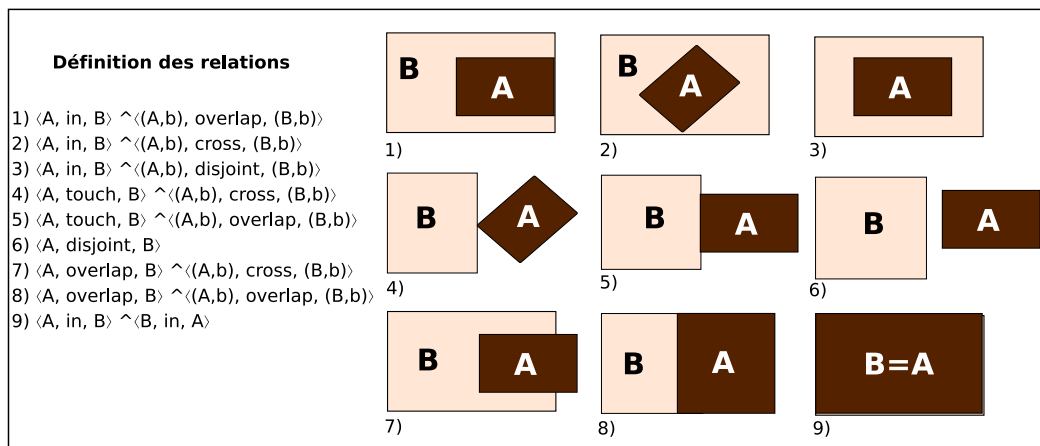 Définition des relations
1) ⟨A, in, B⟩ ^⟨(A,b), overlap, (B,b)⟩
2) ⟨A, in, B⟩ ^⟨(A,b), cross, (B,b)⟩
3) ⟨A, in, B⟩ ^⟨(A,b), disjoint, (B,b)⟩
4) ⟨A, touch, B⟩ ^⟨(A,b), cross, (B,b)⟩
5) ⟨A, touch, B⟩ ^⟨(A,b), overlap, (B,b)⟩
6) ⟨A, disjoint, B⟩
7) ⟨A, overlap, B⟩ ^⟨(A,b), cross, (B,b)⟩
8) ⟨A, overlap, B⟩ ^⟨(A,b), overlap, (B,b)⟩
9) ⟨A, in, B⟩ ^⟨B, in, A⟩
B A
1)
B A
2)
A
3)
B A
4)
B A
5)
B A
6)
B A
7)
B A
8)
B=A
9)